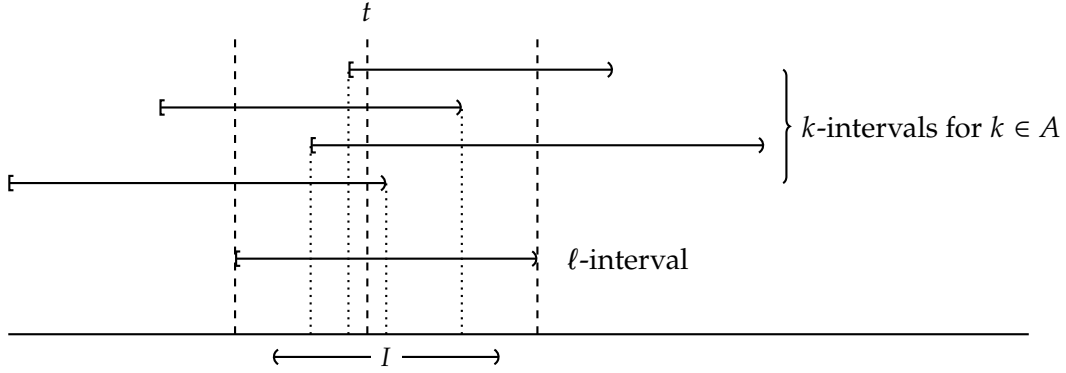 t
k-intervals for k ∈ A
ℓ-interval
I